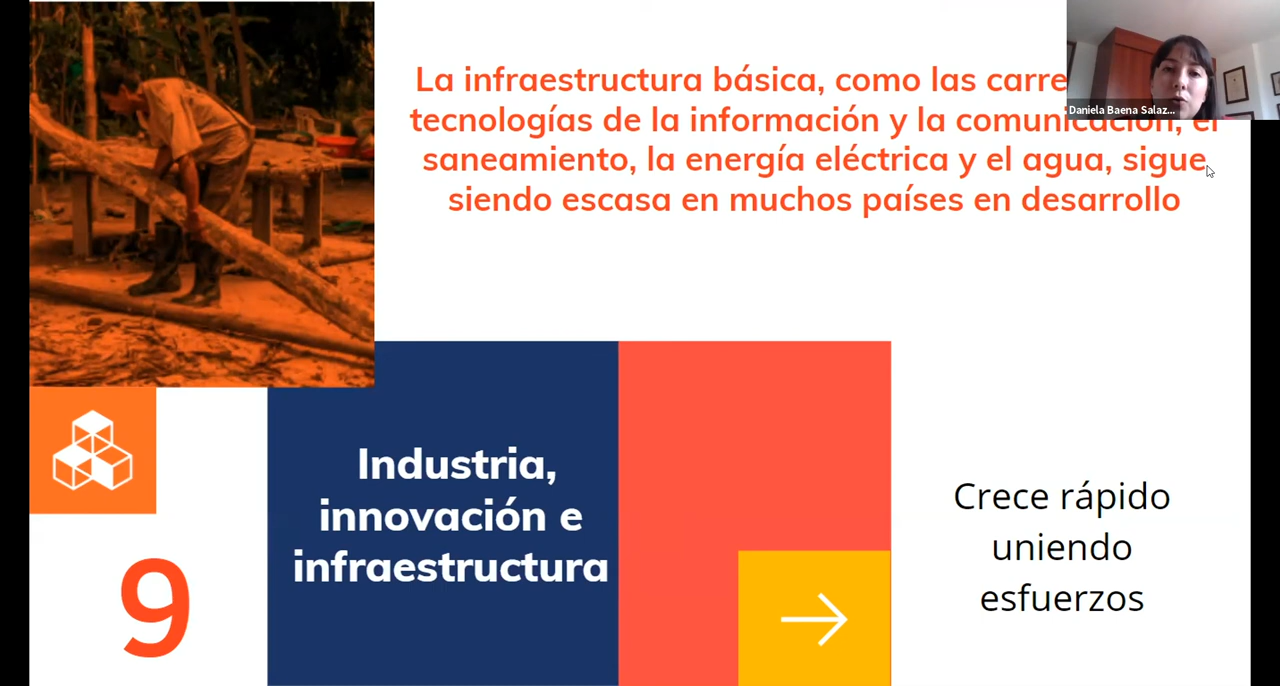 La infraestructura básica, como las
tecnologías de la información y la comunicación, el
saneamiento, la energía eléctrica y el agua, sigue
siendo escasa en muchos países en desarrollo
Daniela Baena Salaz...
Industria,
innovación e
infraestructura
9
Crece rápido
uniendo
esfuerzos